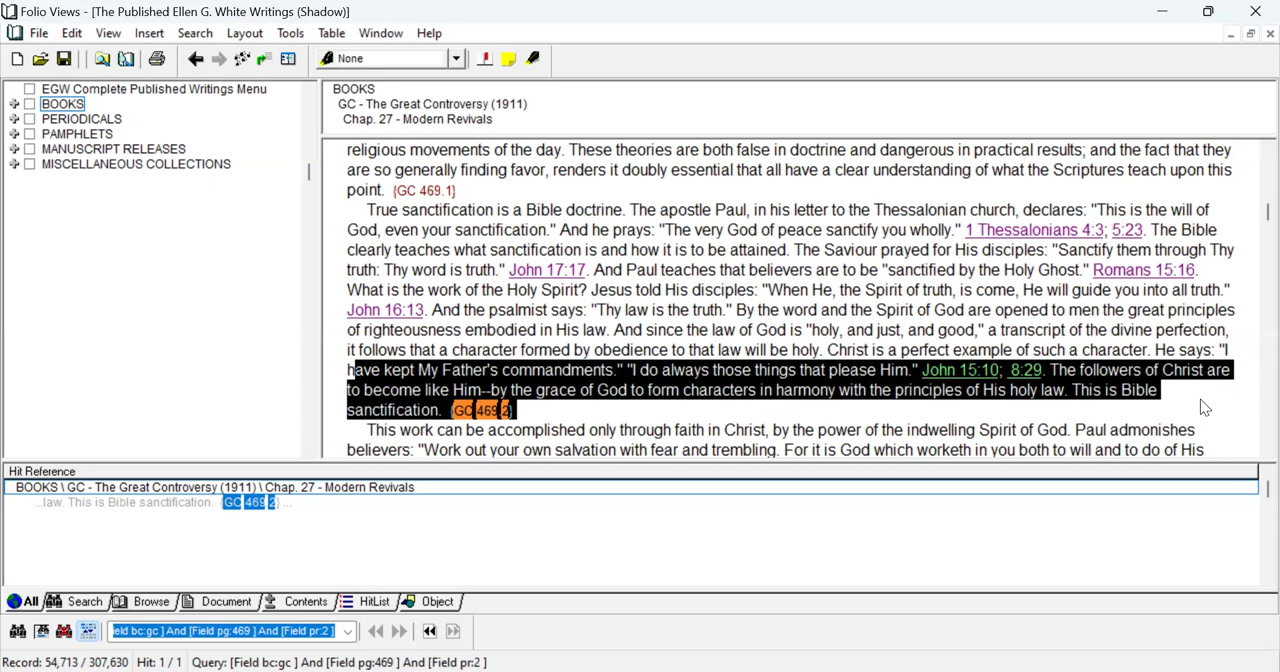 Folio Views - [The Published Ellen G. White Writings (Shadow)]
File Edit View Insert Search Layout Tools Table Window Help
None
EGW Complete Published Writings Menu
BOOKS
PERIODICALS
PAMPHLETS
MANUSCRIPT RELEASES
MISCELLANEOUS COLLECTIONS
BOOKS
GC - The Great Controversy (1911)
Chap. 27 - Modern Revivals
religious movements of the day. These theories are both false in doctrine and dangerous in practical results; and the fact that they
are so generally finding favor, renders it doubly essential that all have a clear understanding of what the Scriptures teach upon this
point. {GC 469.1}
True sanctification is a Bible doctrine. The apostle Paul, in his letter to the Thessalonian church, declares: "This is the will of
God, even your sanctification." And he prays: "The very God of peace sanctify you wholly." 1 Thessalonians 4:3; 5:23. The Bible
clearly teaches what sanctification is and how it is to be attained. The Saviour prayed for His disciples: "Sanctify them through Thy
truth: Thy word is truth." John 17:17. And Paul teaches that believers are to be "sanctified by the Holy Ghost." Romans 15:16.
What is the work of the Holy Spirit? Jesus told His disciples: "When He, the Spirit of truth, is come, He will guide you into all truth."
John 16:13. And the psalmist says: "Thy law is the truth." By the word and the Spirit of God are opened to men the great principles
of righteousness embodied in His law. And since the law of God is "holy, and just, and good," a transcript of the divine perfection,
it follows that a character formed by obedience to that law will be holy. Christ is a perfect example of such a character. He says: "I
have kept My Father's commandments." "I do always those things that please Him." John 15:10; 8:29. The followers of Christ are
to become like Him--by the grace of God to form characters in harmony with the principles of His holy law. This is Bible
sanctification. {GC 469.2}
This work can be accomplished only through faith in Christ, by the power of the indwelling Spirit of God. Paul admonishes
believers: "Work out your own salvation with fear and trembling. For it is God which worketh in you both to will and to do of His
Hit Reference
BOOKS \ GC - The Great Controversy (1911) \ Chap. 27 - Modern Revivals
...law. This is Bible sanctification. {GC 469.2} ...
All Search Browse Document Contents HitList Object
eld bc:gc ] And [Field pg:469 ] And [Field pr:2 ]
Record: 54,713 / 307,630 Hit: 1 / 1 Query: [Field bc:gc ] And [Field pg:469 ] And [Field pr:2 ]